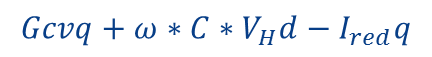 Gcvq + ω * C * V_H d − I_red q